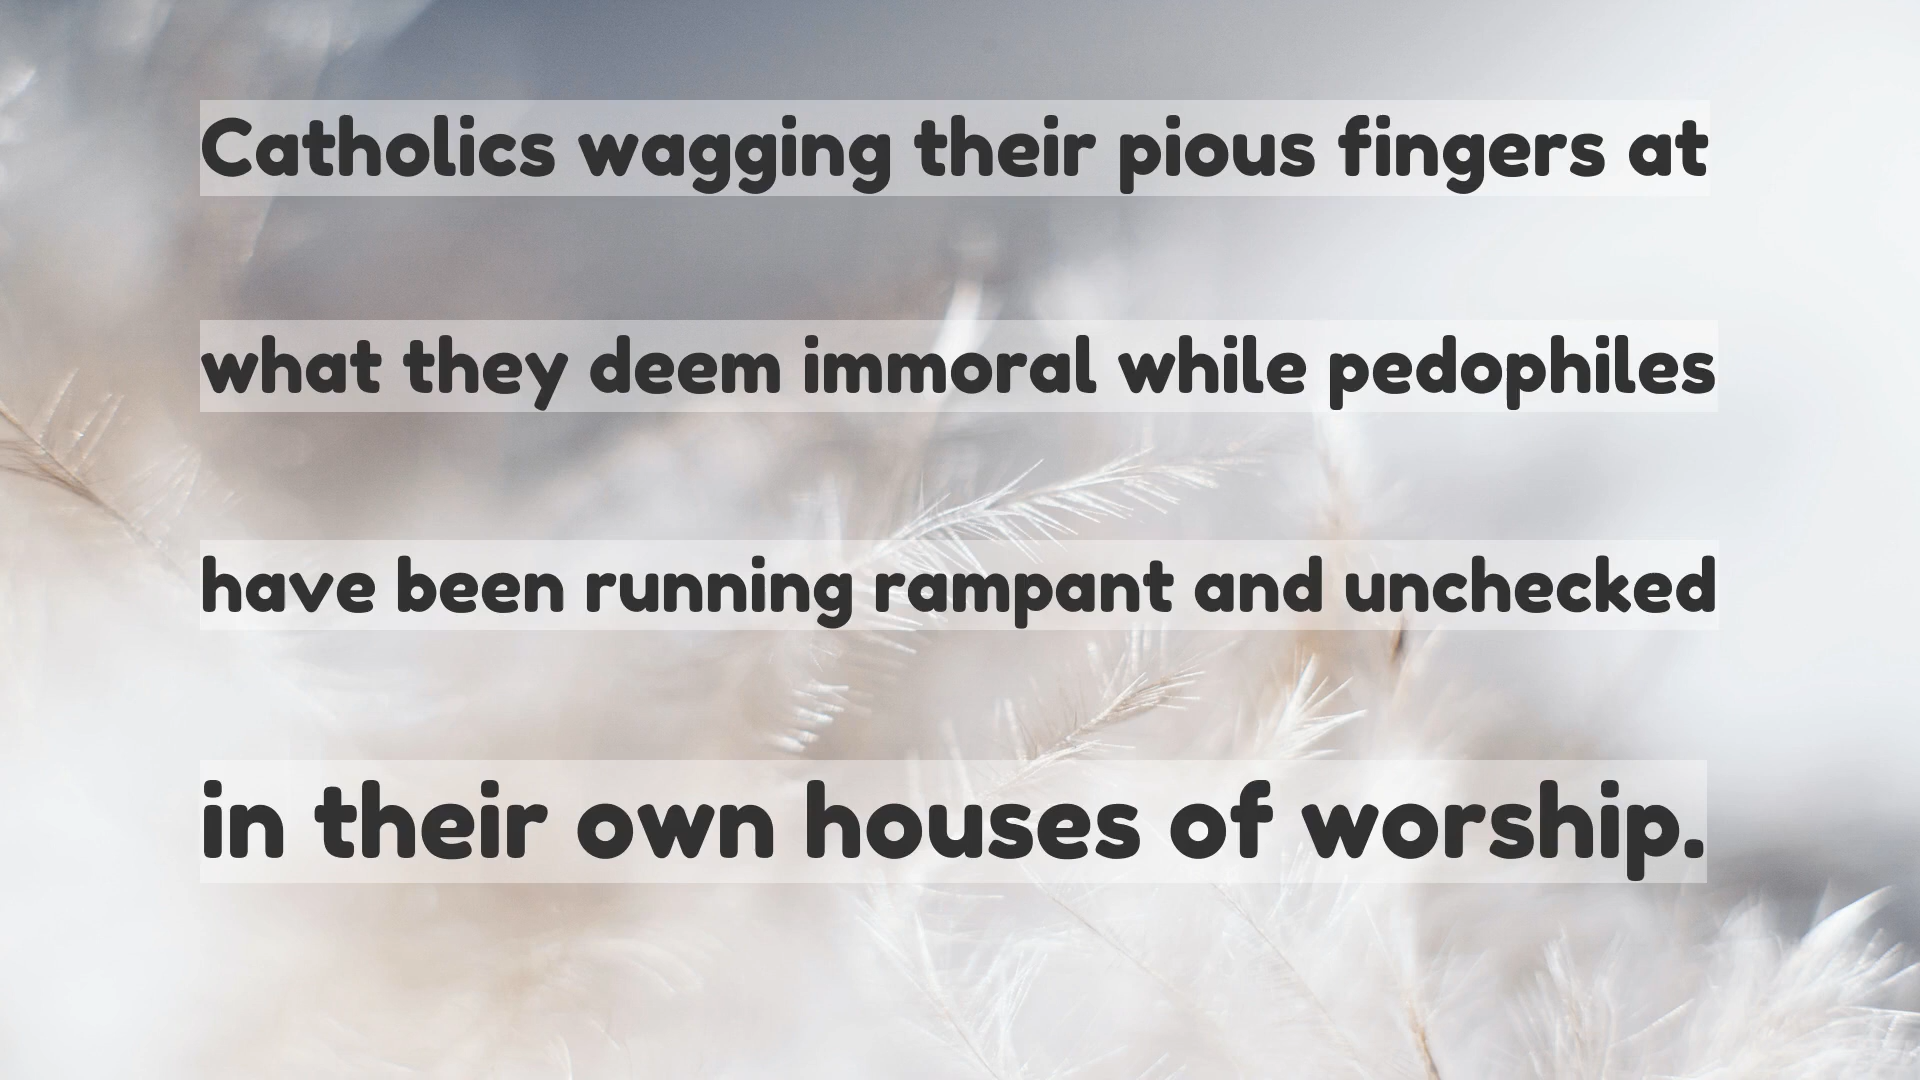 Catholics wagging their pious fingers at
what they deem immoral while pedophiles
have been running rampant and unchecked
in their own houses of worship.